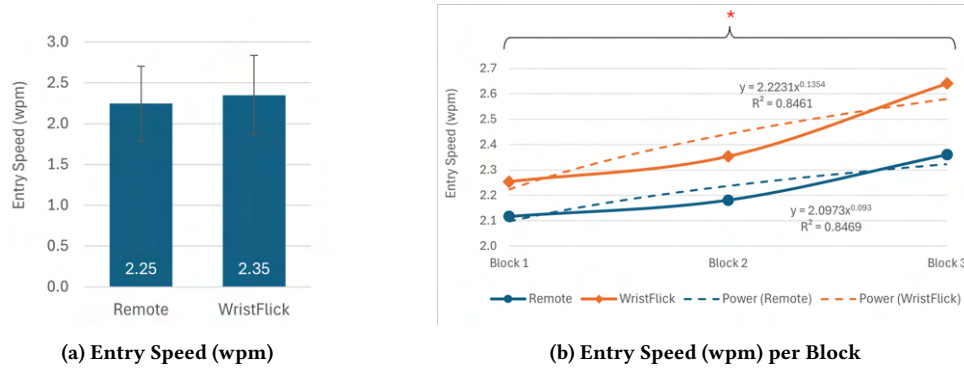 3.0
2.5
2.0
1.5
1.0
0.5
0.0
Entry Speed (wpm)
2.25
2.35
Remote
WristFlick
(a) Entry Speed (wpm)
*
2.7
2.6
2.5
2.4
2.3
2.2
2.1
2.0
Entry Speed (wpm)
y = 2.2231x^0.1354
R² = 0.8461
y = 2.0973x^0.093
R² = 0.8469
Block 1
Block 2
Block 3
Remote
WristFlick
Power (Remote)
Power (WristFlick)
(b) Entry Speed (wpm) per Block